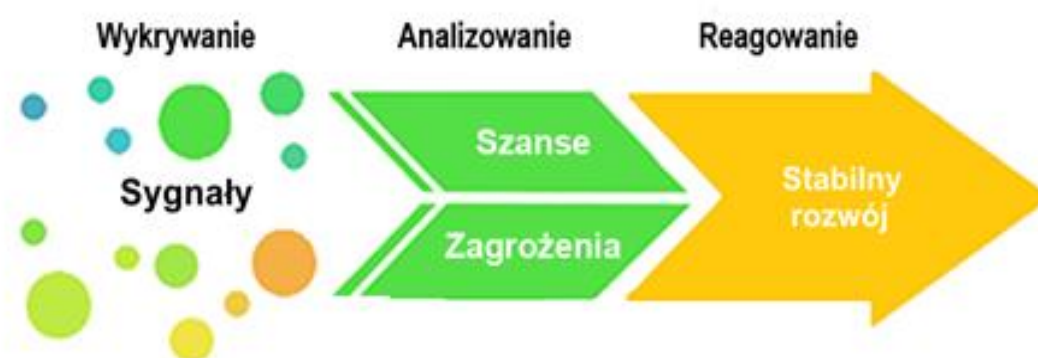 Wykrywanie
Analizowanie
Reagowanie
Sygnały
Szanse
Zagrożenia
Stabilny
rozwój